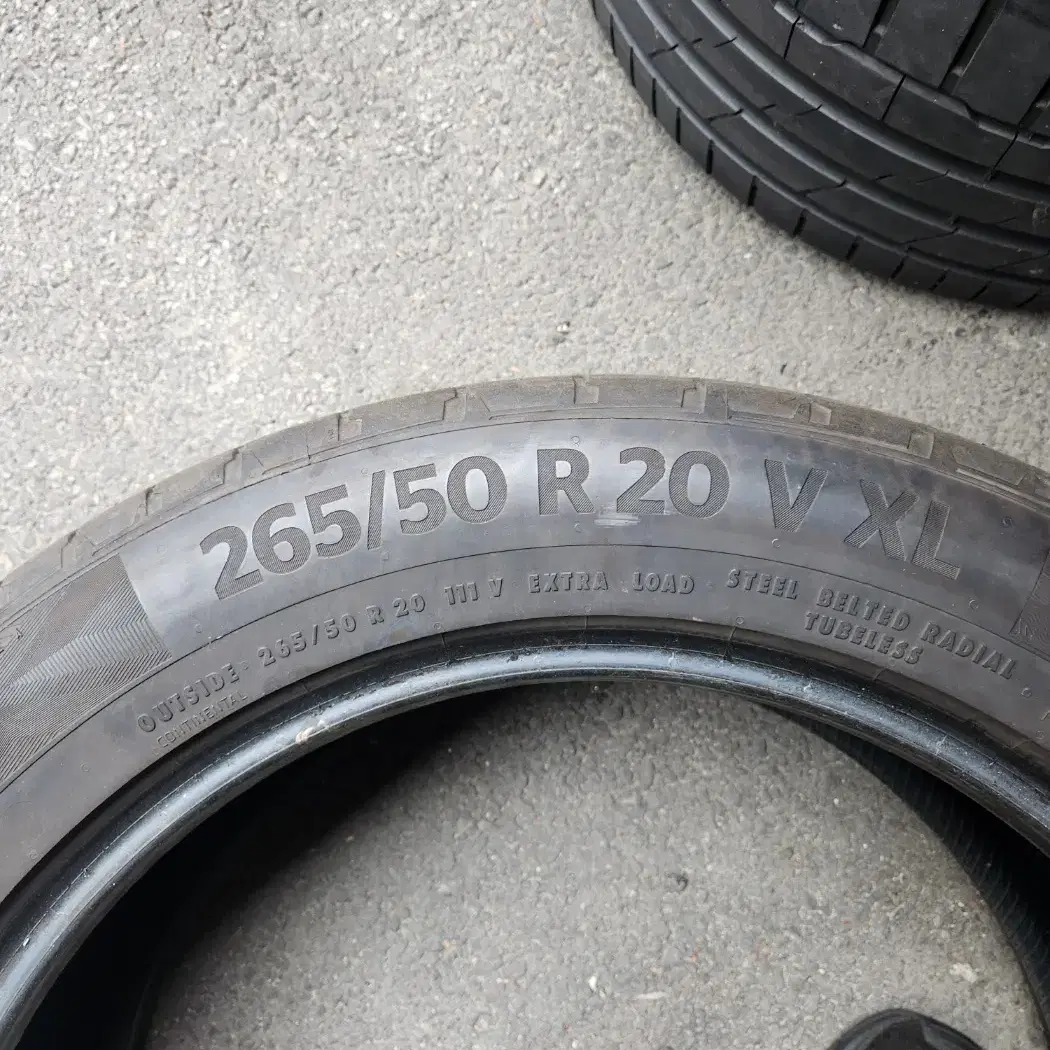 265/50 R 20 V XL
OUTSIDE· 265/50 R 20 111 V EXTRA LOAD STEEL BELTED RADIAL
CONTINENTAL
TUBELESS